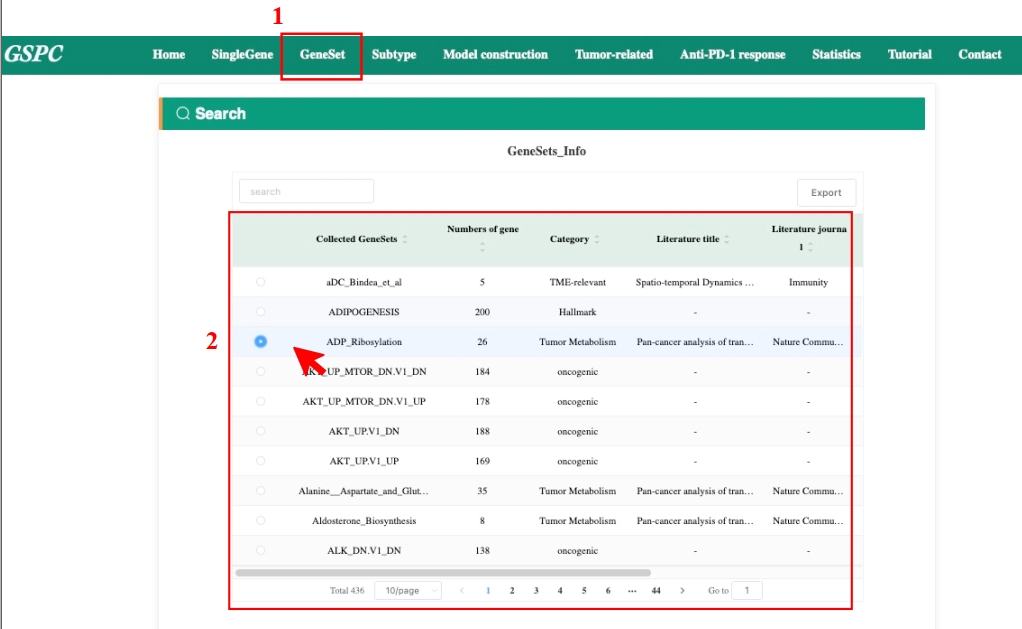 1
GSPC Home SingleGene GeneSet Subtype Model construction Tumor-related Anti-PD-1 response Statistics Tutorial Contact
Search
GeneSets_Info
search Export
Collected GeneSets Numbers of gene Category Literature title Literature journa
l
aDC_Bindea_et_al 5 TME-relevant Spatio-temporal Dynamics ... Immunity
ADIPOGENESIS 200 Hallmark - -
2 ADP_Ribosylation 26 Tumor Metabolism Pan-cancer analysis of tran... Nature Commu...
AKT_UP_MTOR_DN.V1_DN 184 oncogenic - -
AKT_UP_MTOR_DN.V1_UP 178 oncogenic - -
AKT_UP.V1_DN 188 oncogenic - -
AKT_UP.V1_UP 169 oncogenic - -
Alanine__Aspartate_and_Glut... 35 Tumor Metabolism Pan-cancer analysis of tran... Nature Commu...
Aldosterone_Biosynthesis 8 Tumor Metabolism Pan-cancer analysis of tran... Nature Commu...
ALK_DN.V1_DN 138 oncogenic - -
Total 436 10/page < 1 2 3 4 5 6 ... 44 > Go to 1